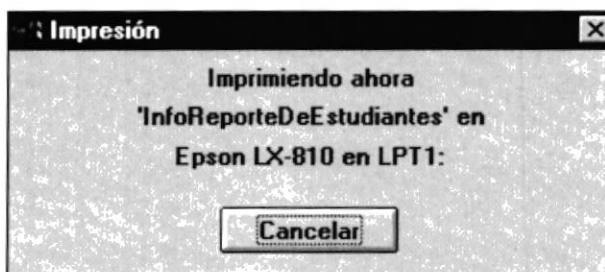 Impresión
Imprimiendo ahora
'InfoReporteDeEstudiantes' en
Epson LX-810 en LPT1:
Cancelar